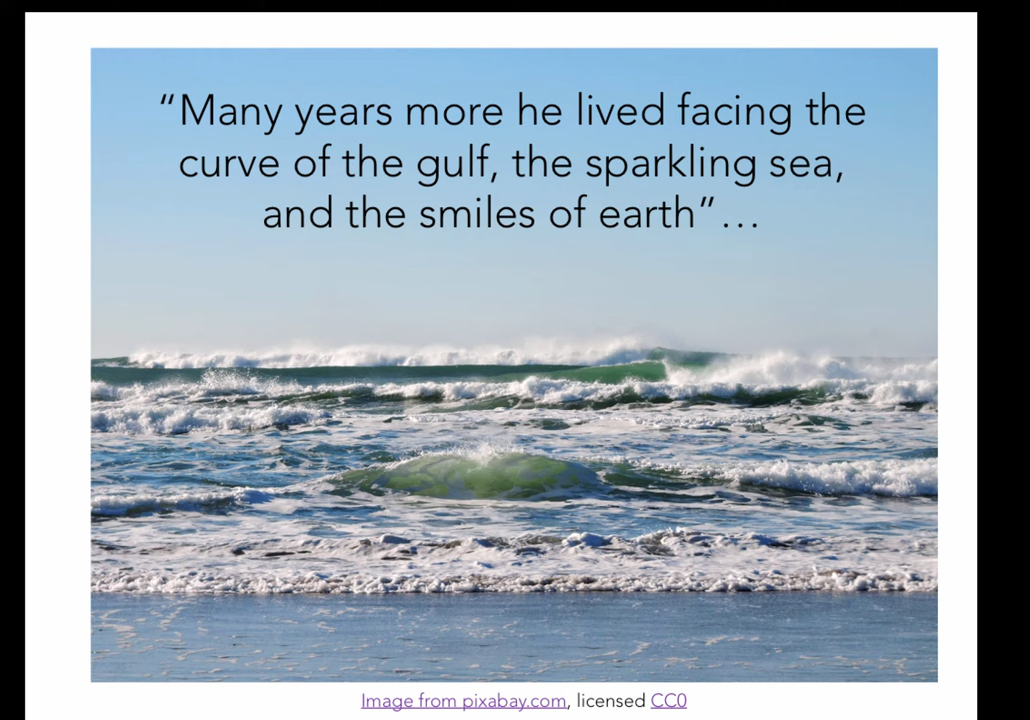 “Many years more he lived facing the
curve of the gulf, the sparkling sea,
and the smiles of earth”…
Image from pixabay.com, licensed CC0